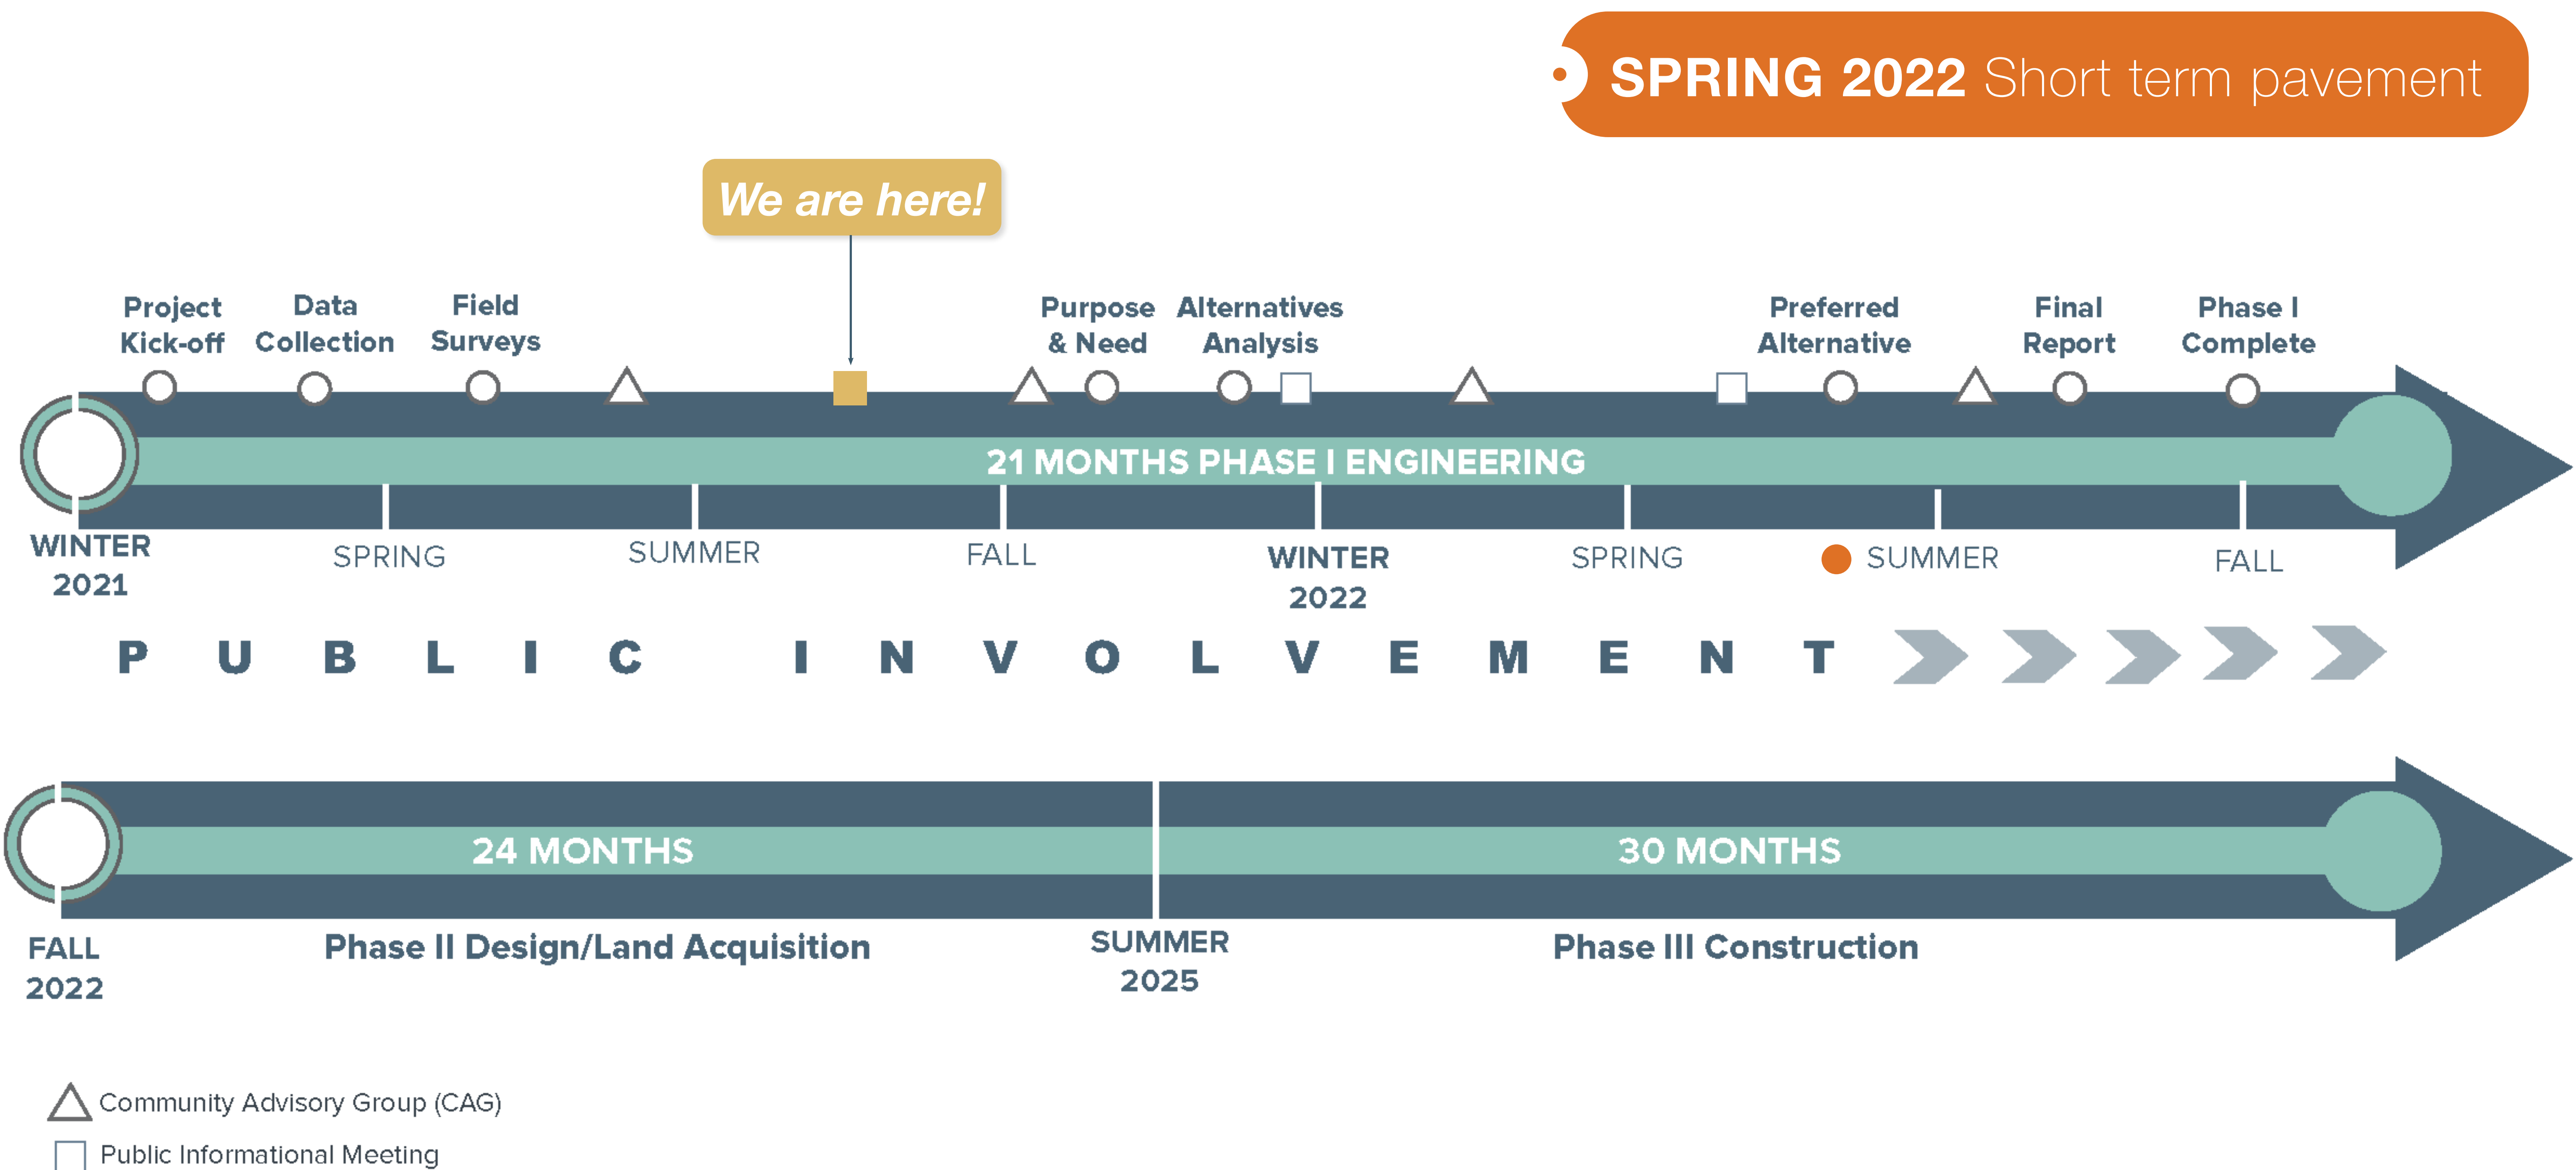 SPRING 2022 Short term pavement
We are here!
Project
Kick-off
Data
Collection
Field
Surveys
Purpose
& Need
Alternatives
Analysis
Preferred
Alternative
Final
Report
Phase I
Complete
21 MONTHS PHASE I ENGINEERING
WINTER
2021
SPRING
SUMMER
FALL
WINTER
2022
SPRING
SUMMER
FALL
PUBLIC INVOLVEMENT
24 MONTHS
30 MONTHS
FALL
2022
Phase II Design/Land Acquisition
SUMMER
2025
Phase III Construction
Community Advisory Group (CAG)
Public Informational Meeting